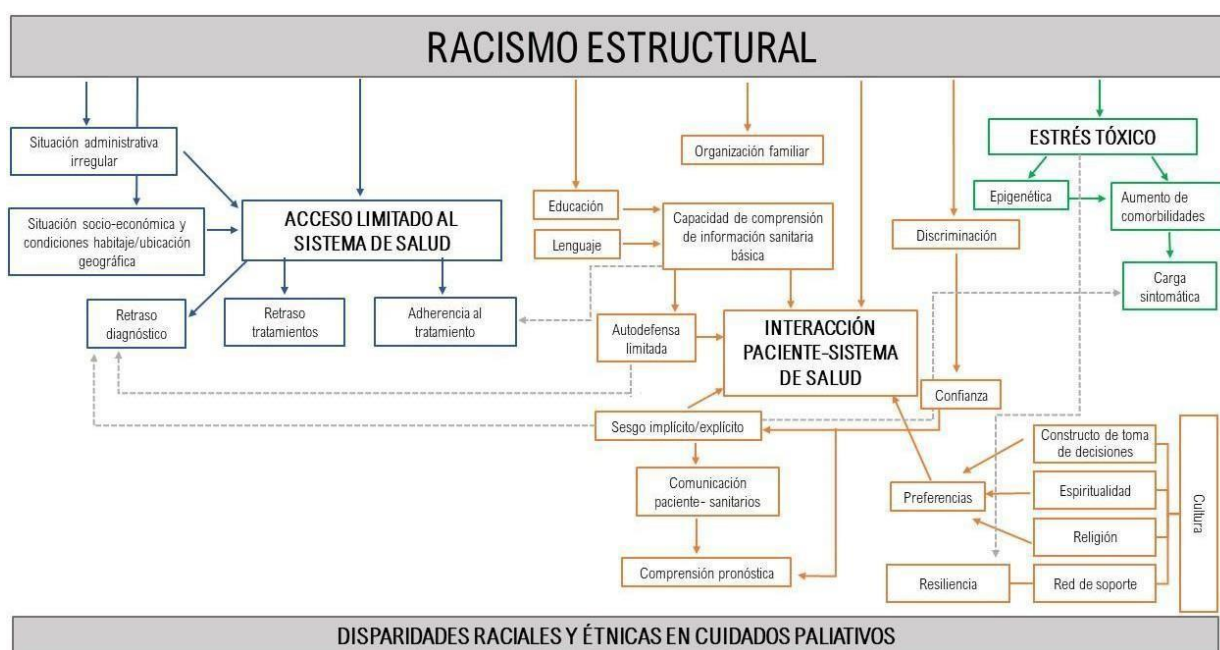 RACISMO ESTRUCTURAL
Situación administrativa
irregular
Situación socio-económica y
condiciones habitaje/ubicación
geográfica
ACCESO LIMITADO AL
SISTEMA DE SALUD
Retraso
diagnóstico
Retraso
tratamientos
Adherencia al
tratamiento
Organización familiar
Educación
Lenguaje
Capacidad de comprensión
de información sanitaria
básica
Discriminación
Autodefensa
limitada
INTERACCIÓN
PACIENTE-SISTEMA
DE SALUD
Confianza
Sesgo implícito/explícito
Comunicación
paciente- sanitarios
Comprensión pronóstica
ESTRÉS TÓXICO
Epigenética
Aumento de
comorbilidades
Carga
sintomática
Constructo de toma
de decisiones
Preferencias
Espiritualidad
Religión
Resiliencia
Red de soporte
Cultura
DISPARIDADES RACIALES Y ÉTNICAS EN CUIDADOS PALIATIVOS